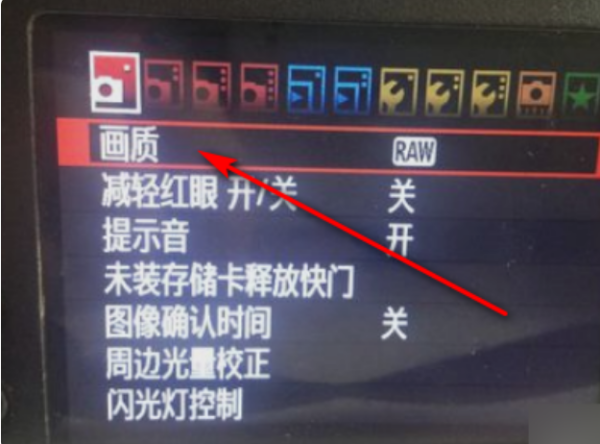 画质 RAW
减轻红眼 开/关 关
提示音 开
未装存储卡释放快门
图像确认时间 关
周边光量校正
闪光灯控制